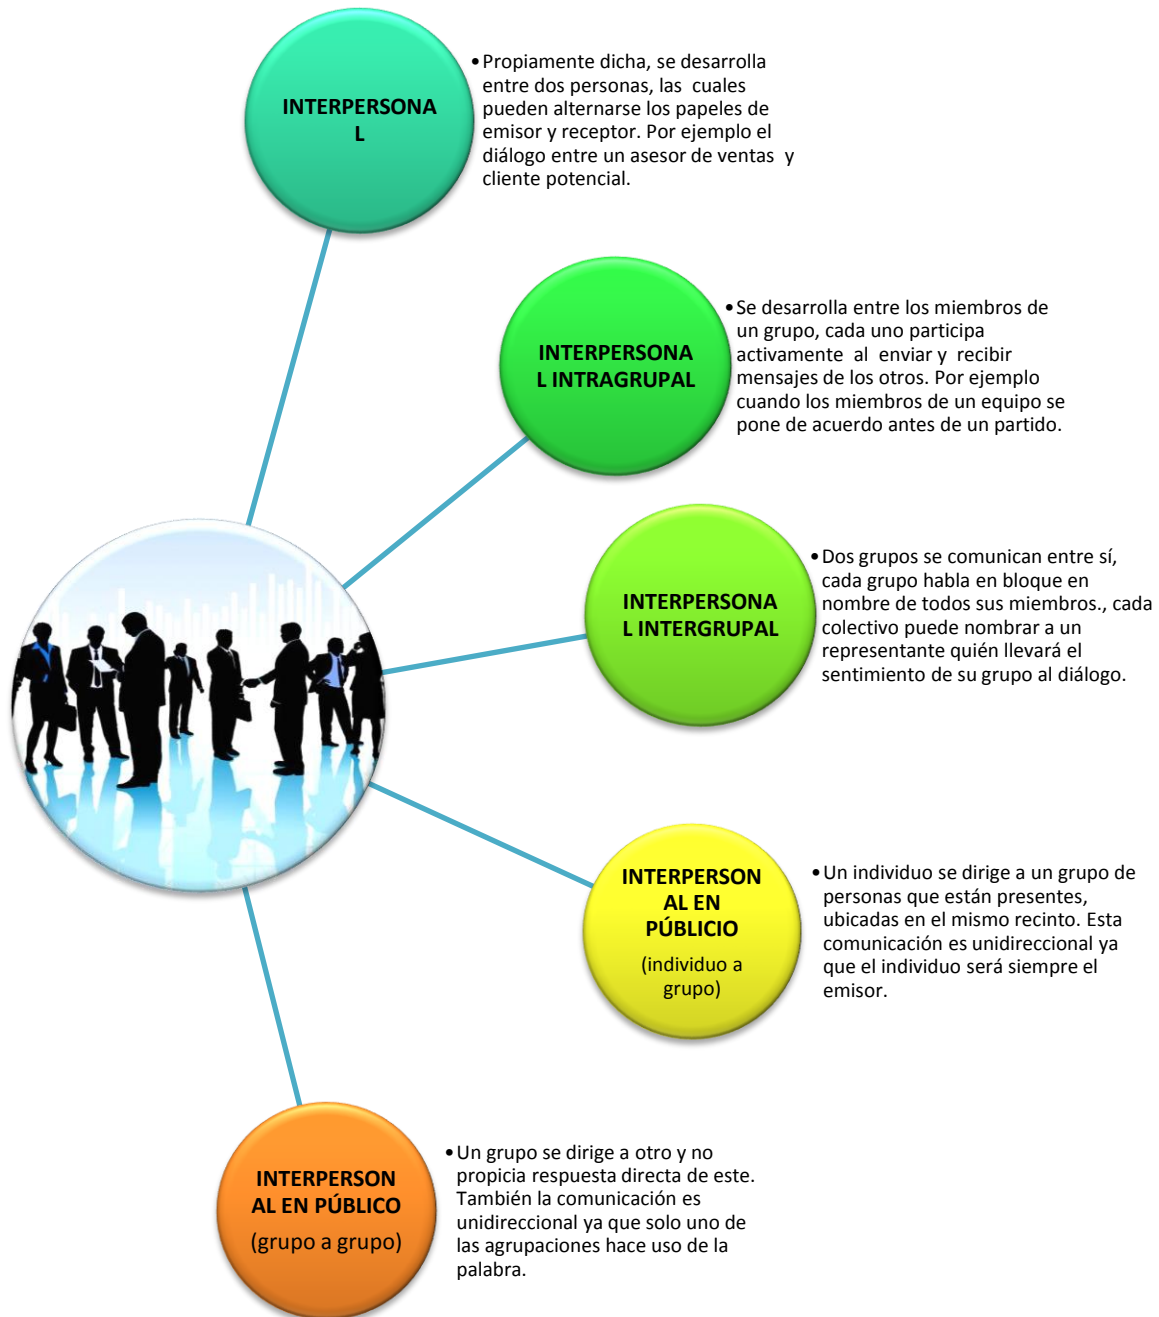 INTERPERSONA
L
•Propiamente dicha, se desarrolla
entre dos personas, las cuales
pueden alternarse los papeles de
emisor y receptor. Por ejemplo el
diálogo entre un asesor de ventas y
cliente potencial.
INTERPERSONA
L INTRAGRUPAL
•Se desarrolla entre los miembros de
un grupo, cada uno participa
activamente al enviar y recibir
mensajes de los otros. Por ejemplo
cuando los miembros de un equipo se
pone de acuerdo antes de un partido.
INTERPERSONA
L INTERGRUPAL
•Dos grupos se comunican entre sí,
cada grupo habla en bloque en
nombre de todos sus miembros., cada
colectivo puede nombrar a un
representante quién llevará el
sentimiento de su grupo al diálogo.
INTERPERSON
AL EN
PÚBLICIO
(individuo a
grupo)
•Un individuo se dirige a un grupo de
personas que están presentes,
ubicadas en el mismo recinto. Esta
comunicación es unidireccional ya
que el individuo será siempre el
emisor.
INTERPERSON
AL EN PÚBLICO
(grupo a grupo)
•Un grupo se dirige a otro y no
propicia respuesta directa de este.
También la comunicación es
unidireccional ya que solo uno de
las agrupaciones hace uso de la
palabra.